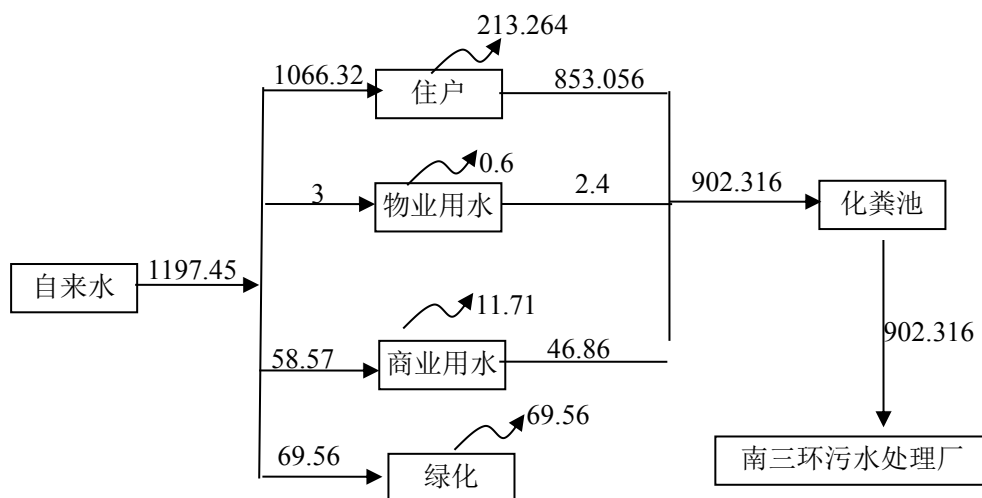 213.264
1066.32
住户
853.056
0.6
3
物业用水
2.4
902.316
化粪池
自来水
1197.45
11.71
58.57
商业用水
46.86
902.316
69.56
69.56
绿化
南三环污水处理厂